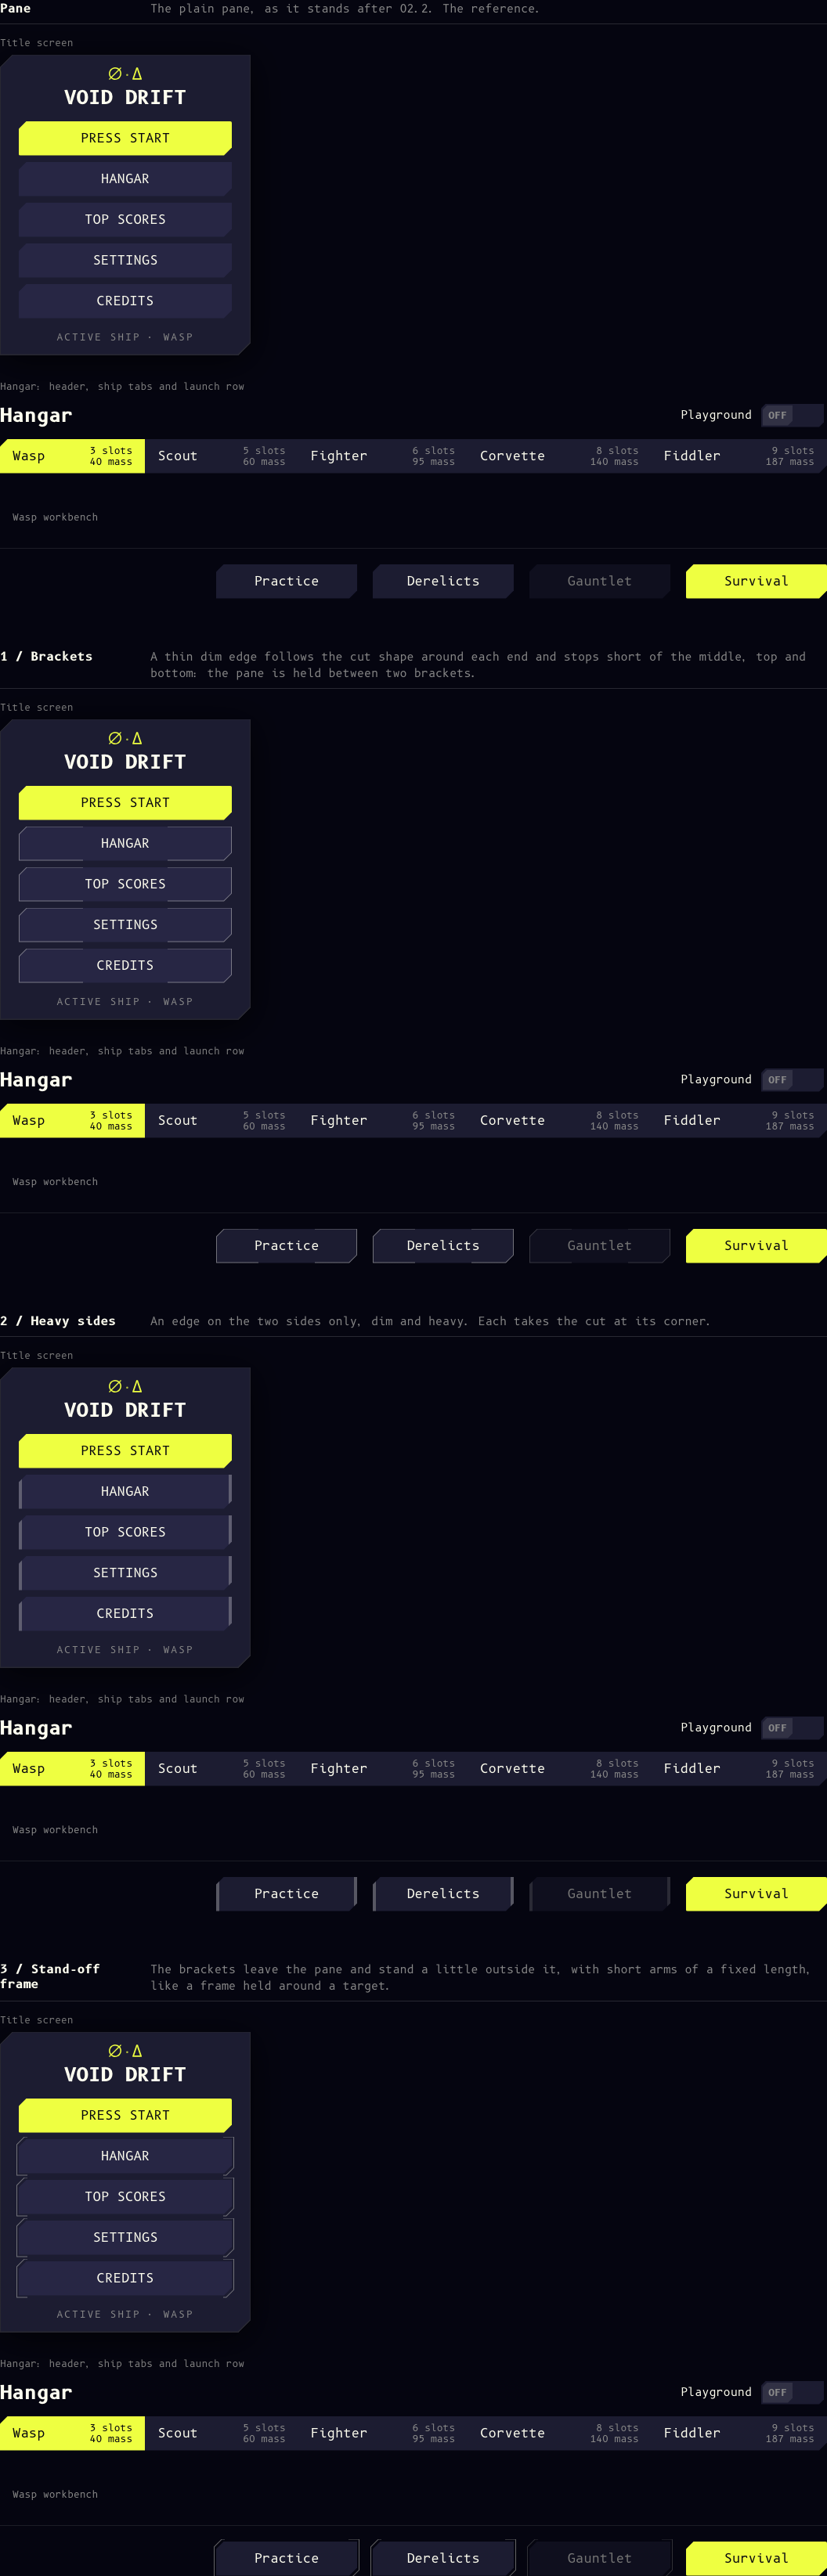 Pane The plain pane, as it stands after 02.2. The reference.
Title screen
Ø·Δ
VOID DRIFT
PRESS START
HANGAR
TOP SCORES
SETTINGS
CREDITS
ACTIVE SHIP · WASP
Hangar: header, ship tabs and launch row
Hangar Playground OFF
Wasp 3 slots 40 mass Scout 5 slots 60 mass Fighter 6 slots 95 mass Corvette 8 slots 140 mass Fiddler 9 slots 187 mass
Wasp workbench
Practice Derelicts Gauntlet Survival
1 / Brackets A thin dim edge follows the cut shape around each end and stops short of the middle, top and
bottom: the pane is held between two brackets.
Title screen
Ø·Δ
VOID DRIFT
PRESS START
HANGAR
TOP SCORES
SETTINGS
CREDITS
ACTIVE SHIP · WASP
Hangar: header, ship tabs and launch row
Hangar Playground OFF
Wasp 3 slots 40 mass Scout 5 slots 60 mass Fighter 6 slots 95 mass Corvette 8 slots 140 mass Fiddler 9 slots 187 mass
Wasp workbench
Practice Derelicts Gauntlet Survival
2 / Heavy sides An edge on the two sides only, dim and heavy. Each takes the cut at its corner.
Title screen
Ø·Δ
VOID DRIFT
PRESS START
HANGAR
TOP SCORES
SETTINGS
CREDITS
ACTIVE SHIP · WASP
Hangar: header, ship tabs and launch row
Hangar Playground OFF
Wasp 3 slots 40 mass Scout 5 slots 60 mass Fighter 6 slots 95 mass Corvette 8 slots 140 mass Fiddler 9 slots 187 mass
Wasp workbench
Practice Derelicts Gauntlet Survival
3 / Stand-off frame The brackets leave the pane and stand a little outside it, with short arms of a fixed length,
like a frame held around a target.
Title screen
Ø·Δ
VOID DRIFT
PRESS START
HANGAR
TOP SCORES
SETTINGS
CREDITS
ACTIVE SHIP · WASP
Hangar: header, ship tabs and launch row
Hangar Playground OFF
Wasp 3 slots 40 mass Scout 5 slots 60 mass Fighter 6 slots 95 mass Corvette 8 slots 140 mass Fiddler 9 slots 187 mass
Wasp workbench
Practice Derelicts Gauntlet Survival